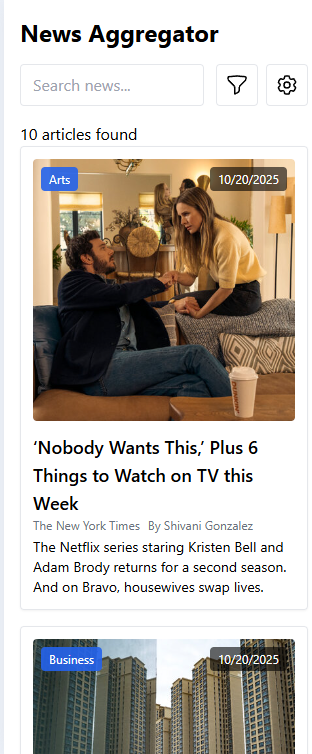 News Aggregator
Search news...
10 articles found
Arts
10/20/2025
‘Nobody Wants This,’ Plus 6
Things to Watch on TV this
Week
The New York Times By Shivani Gonzalez
The Netflix series staring Kristen Bell and
Adam Brody returns for a second season.
And on Bravo, housewives swap lives.
Business
10/20/2025